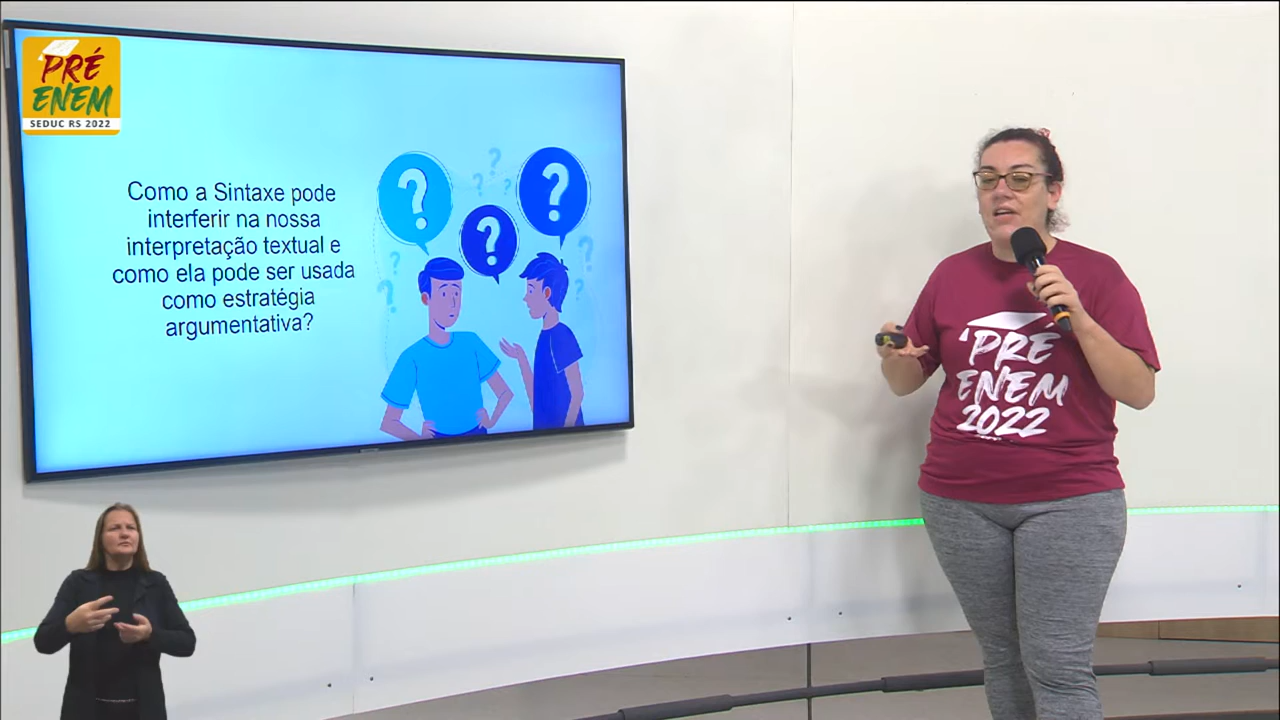 PRÉ
ENEM
SEDUC RS 2022
Como a Sintaxe pode
interferir na nossa
interpretação textual e
como ela pode ser usada
como estratégia
argumentativa?
PRÉ
ENEM
2022